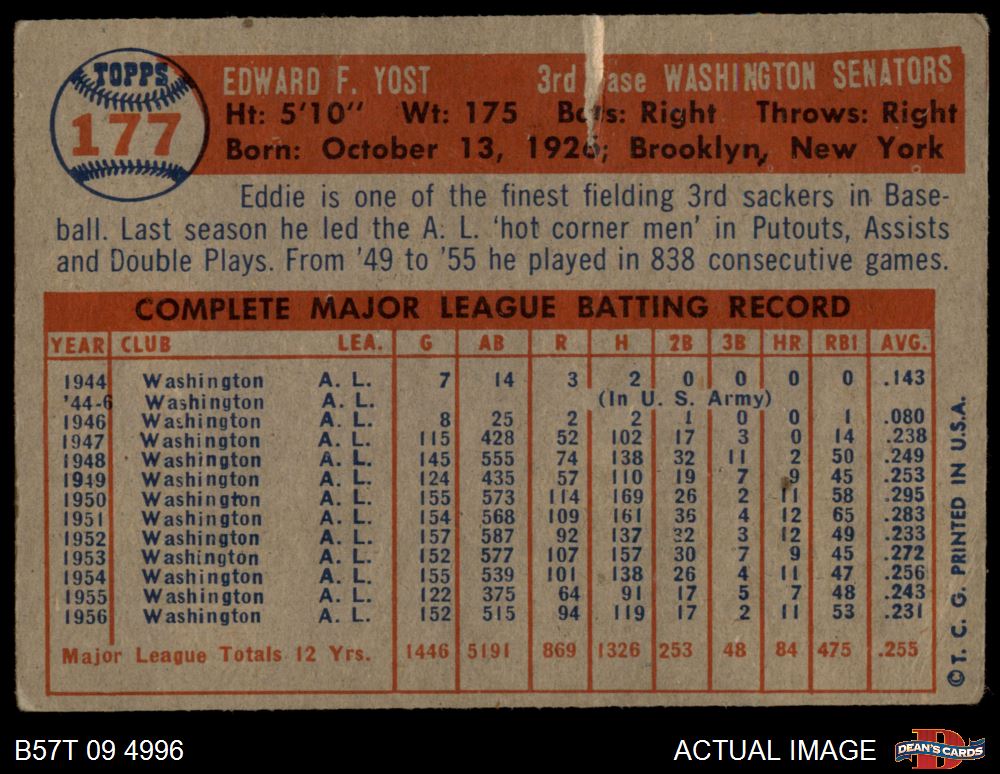 TOPPS
177
EDWARD F. YOST 3rd Base WASHINGTON SENATORS
Ht: 5'10" Wt: 175 Bats: Right Throws: Right
Born: October 13, 1926; Brooklyn, New York
Eddie is one of the finest fielding 3rd sackers in Base-
ball. Last season he led the A. L. 'hot corner men' in Putouts, Assists
and Double Plays. From '49 to '55 he played in 838 consecutive games.
COMPLETE MAJOR LEAGUE BATTING RECORD
YEAR CLUB LEA. G AB R H 2B 3B HR RBI AVG.
1944 Washington A. L. 7 14 3 2 0 0 0 0 .143
'44-6 Washington A. L. (In U. S. Army)
1946 Washington A. L. 8 25 2 2 1 0 0 1 .080
1947 Washington A. L. 115 428 52 102 17 3 0 14 .238
1948 Washington A. L. 145 555 74 138 32 11 2 50 .249
1949 Washington A. L. 124 435 57 110 19 7 9 45 .253
1950 Washington A. L. 155 573 114 169 26 2 11 58 .295
1951 Washington A. L. 154 568 109 161 36 4 12 65 .283
1952 Washington A. L. 157 587 92 137 32 3 12 49 .233
1953 Washington A. L. 152 577 107 157 30 7 9 45 .272
1954 Washington A. L. 155 539 101 138 26 4 11 47 .256
1955 Washington A. L. 122 375 64 91 17 5 7 48 .243
1956 Washington A. L. 152 515 94 119 17 2 11 53 .231
Major League Totals 12 Yrs. 1446 5191 869 1326 253 48 84 475 .255
©T. C. G. PRINTED IN U.S.A.
B57T 09 4996
ACTUAL IMAGE
DEAN'S CARDS